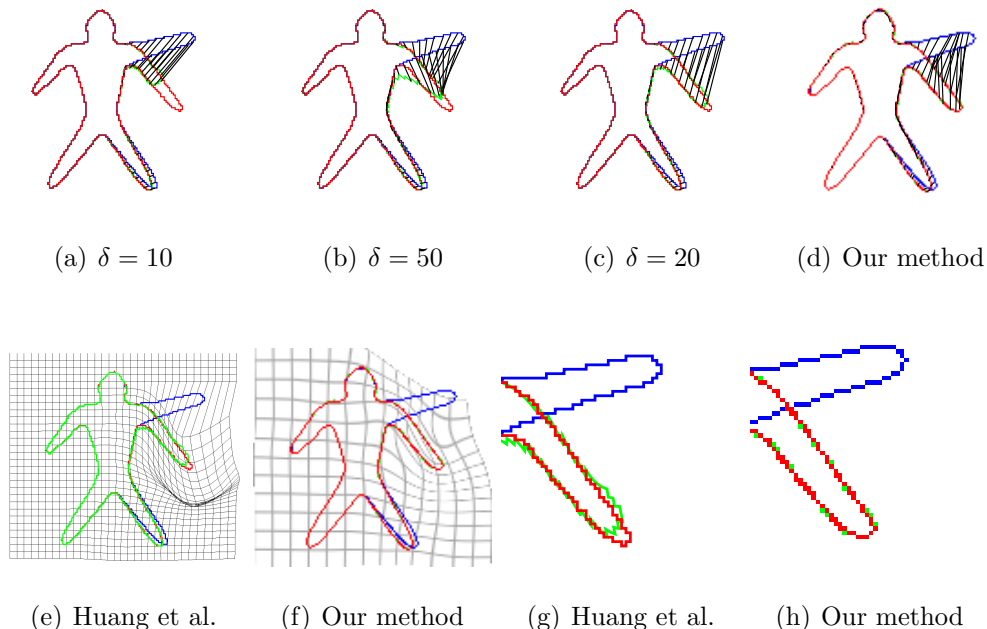 (a) δ = 10
(b) δ = 50
(c) δ = 20
(d) Our method
(e) Huang et al.
(f) Our method
(g) Huang et al.
(h) Our method